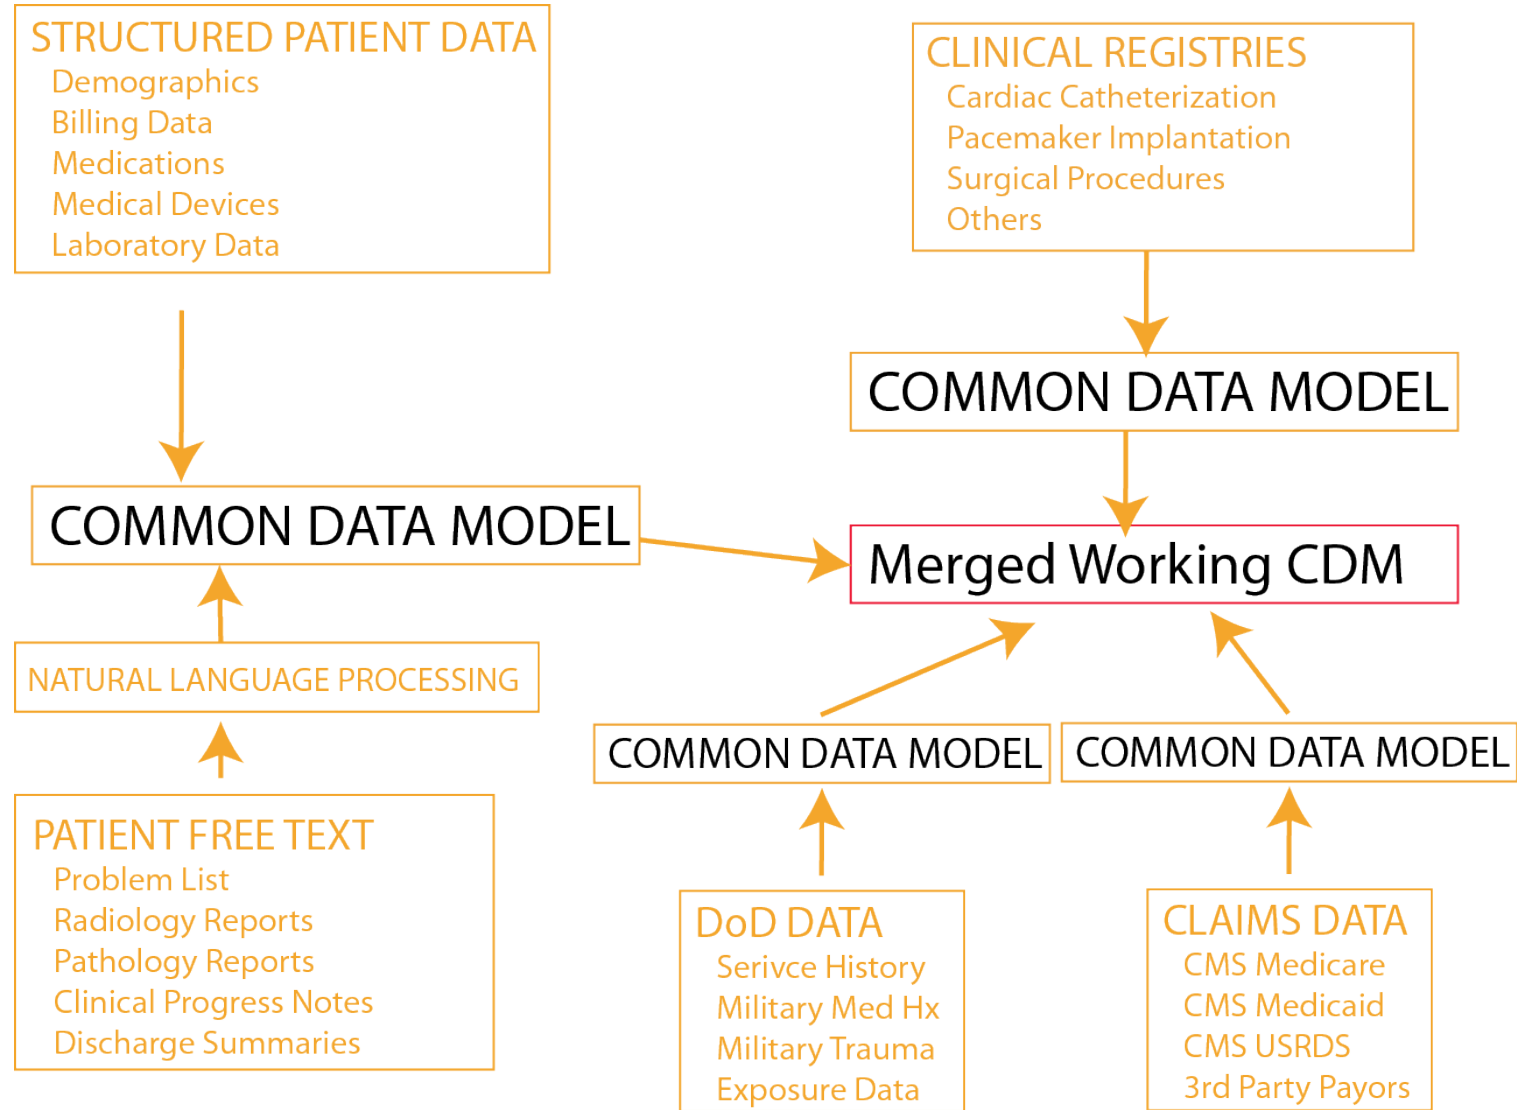 STRUCTURED PATIENT DATA
Demographics
Billing Data
Medications
Medical Devices
Laboratory Data
CLINICAL REGISTRIES
Cardiac Catheterization
Pacemaker Implantation
Surgical Procedures
Others
COMMON DATA MODEL
COMMON DATA MODEL
Merged Working CDM
NATURAL LANGUAGE PROCESSING
COMMON DATA MODEL
COMMON DATA MODEL
PATIENT FREE TEXT
Problem List
Radiology Reports
Pathology Reports
Clinical Progress Notes
Discharge Summaries
DoD DATA
Serivce History
Military Med Hx
Military Trauma
Exposure Data
CLAIMS DATA
CMS Medicare
CMS Medicaid
CMS USRDS
3rd Party Payors